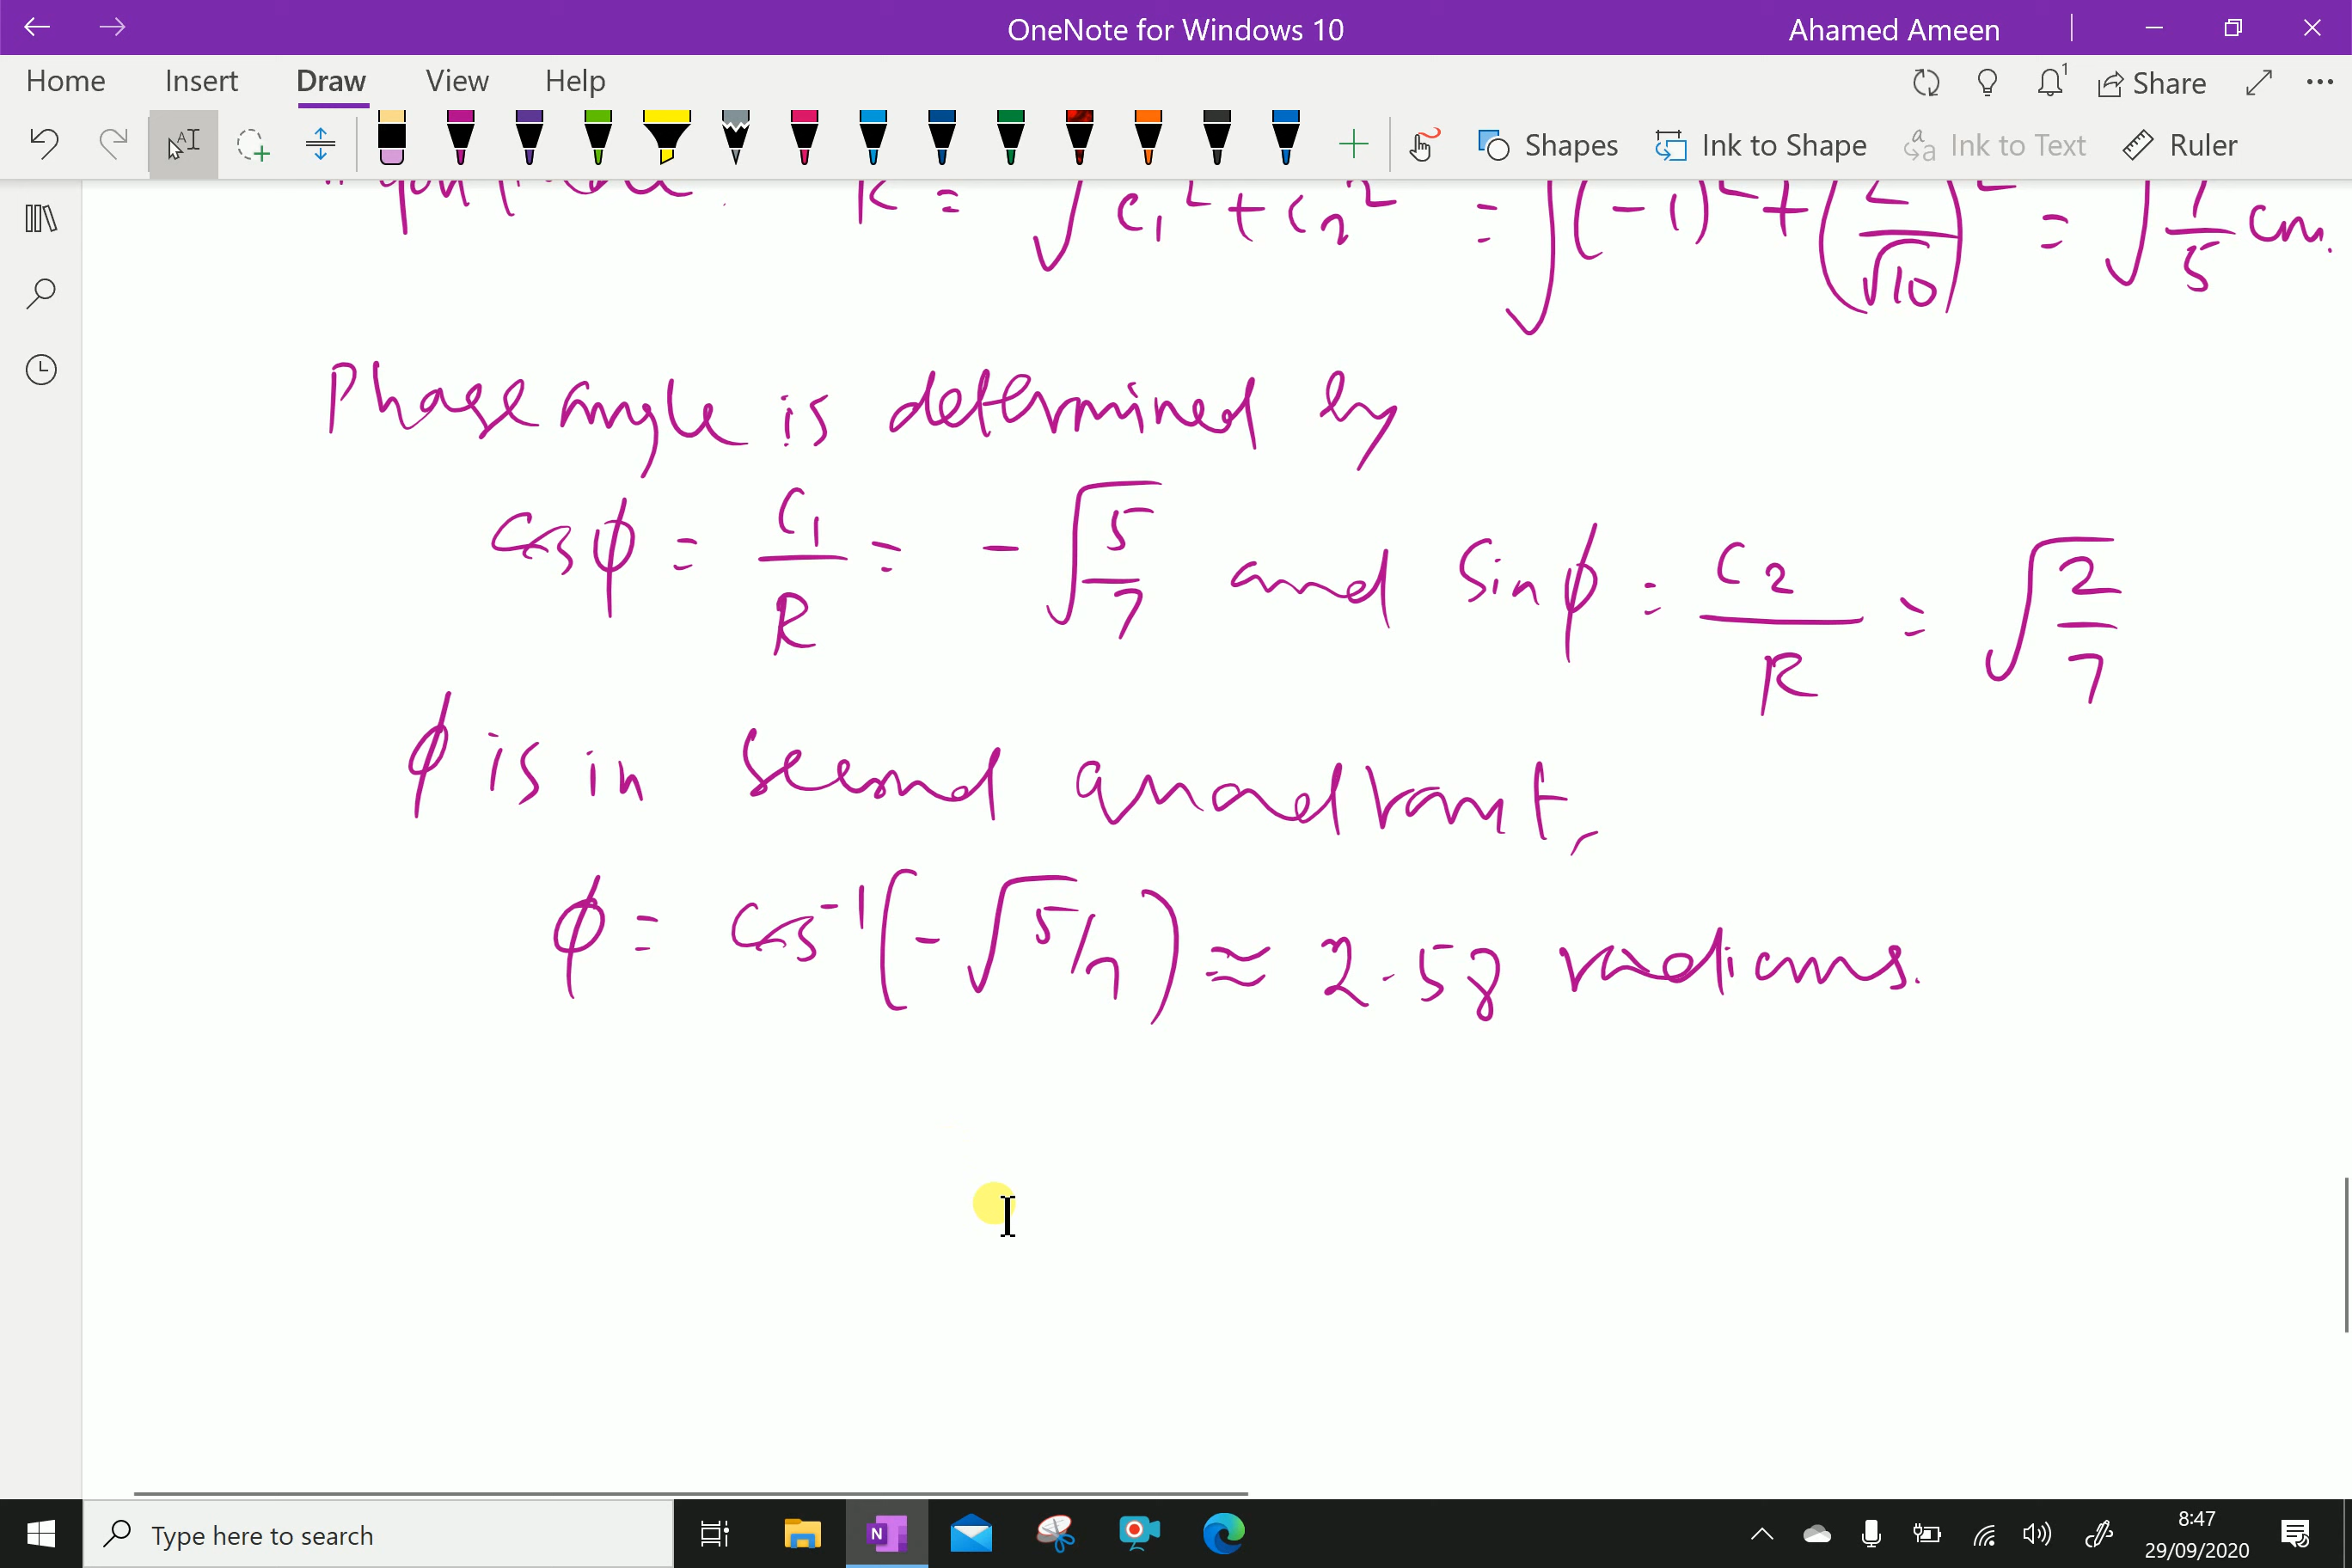 OneNote for Windows 10 Ahamed Ameen
Home Insert Draw View Help Share
Shapes Ink to Shape Ink to Text Ruler
R = √(c₁² + c₂²) = √((-1)² + (2/√10)²) = √(7/5) cm.
Phase angle is determined by
cos ϕ = c₁/R = -√(5/7) and sin ϕ = c₂/R = √(2/7)
ϕ is in second quadrant,
ϕ = cos⁻¹(-√5/7) ≈ 2.58 radians.
Type here to search
8:47
29/09/2020